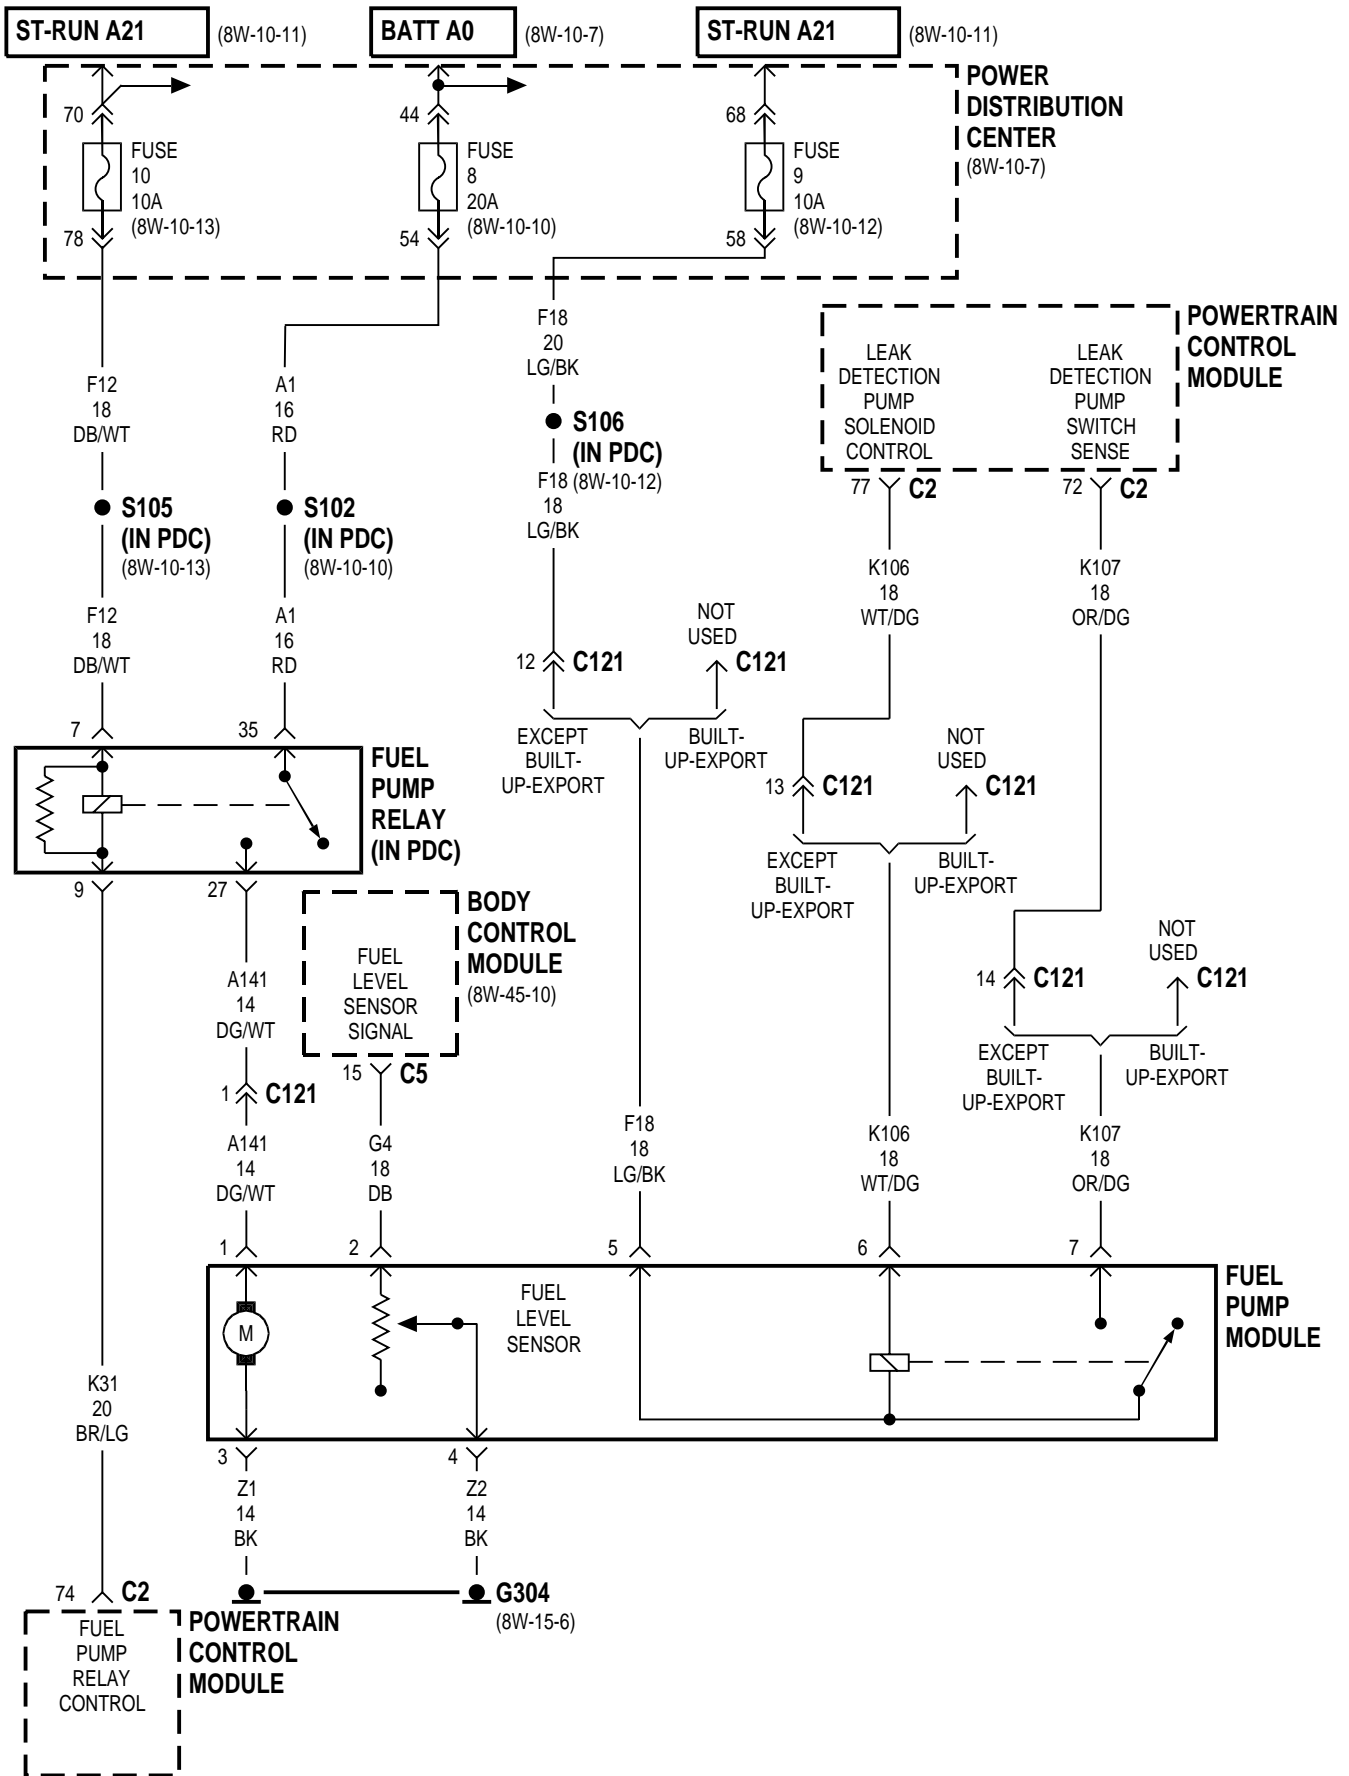 ST-RUN A21
(8W-10-11)
BATT A0
(8W-10-7)
ST-RUN A21
(8W-10-11)
POWER
DISTRIBUTION
CENTER
(8W-10-7)
70
FUSE
10
10A
(8W-10-13)
78
44
FUSE
8
20A
(8W-10-10)
54
68
FUSE
9
10A
(8W-10-12)
58
F12
18
DB/WT
S105
(IN PDC)
(8W-10-13)
F12
18
DB/WT
7
A1
16
RD
S102
(IN PDC)
(8W-10-10)
A1
16
RD
35
F18
20
LG/BK
S106
(IN PDC)
(8W-10-12)
F18
18
LG/BK
12
C121
NOT
USED
C121
EXCEPT
BUILT-
UP-EXPORT
BUILT-
UP-EXPORT
POWERTRAIN
CONTROL
MODULE
LEAK
DETECTION
PUMP
SOLENOID
CONTROL
LEAK
DETECTION
PUMP
SWITCH
SENSE
77
C2
72
C2
K106
18
WT/DG
K107
18
OR/DG
13
C121
NOT
USED
C121
EXCEPT
BUILT-
UP-EXPORT
BUILT-
UP-EXPORT
14
C121
NOT
USED
C121
EXCEPT
BUILT-
UP-EXPORT
BUILT-
UP-EXPORT
FUEL
PUMP
RELAY
(IN PDC)
9
27
BODY
CONTROL
MODULE
(8W-45-10)
FUEL
LEVEL
SENSOR
SIGNAL
15
C5
A141
14
DG/WT
1
C121
A141
14
DG/WT
G4
18
DB
F18
18
LG/BK
K106
18
WT/DG
K107
18
OR/DG
1
2
5
6
7
FUEL
PUMP
MODULE
M
FUEL
LEVEL
SENSOR
3
4
K31
20
BR/LG
Z1
14
BK
Z2
14
BK
G304
(8W-15-6)
74
C2
FUEL
PUMP
RELAY
CONTROL
POWERTRAIN
CONTROL
MODULE